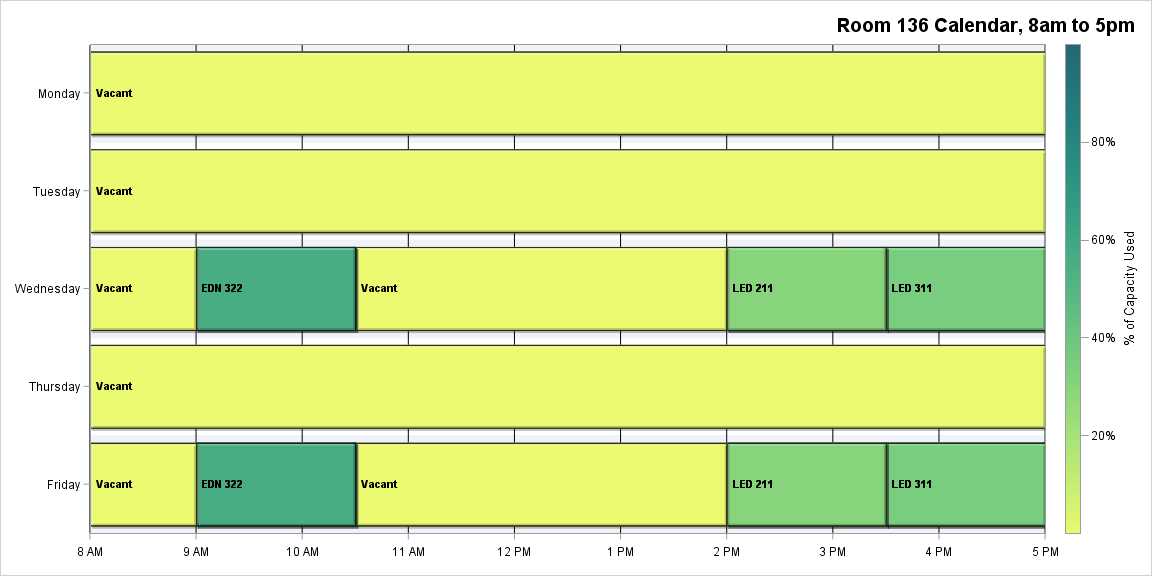 Room 136 Calendar, 8am to 5pm
Monday
Vacant
Tuesday
Vacant
Wednesday
Vacant
EDN 322
Vacant
LED 211
LED 311
Thursday
Vacant
Friday
Vacant
EDN 322
Vacant
LED 211
LED 311
8 AM
9 AM
10 AM
11 AM
12 PM
1 PM
2 PM
3 PM
4 PM
5 PM
80%
60%
40%
20%
% of Capacity Used